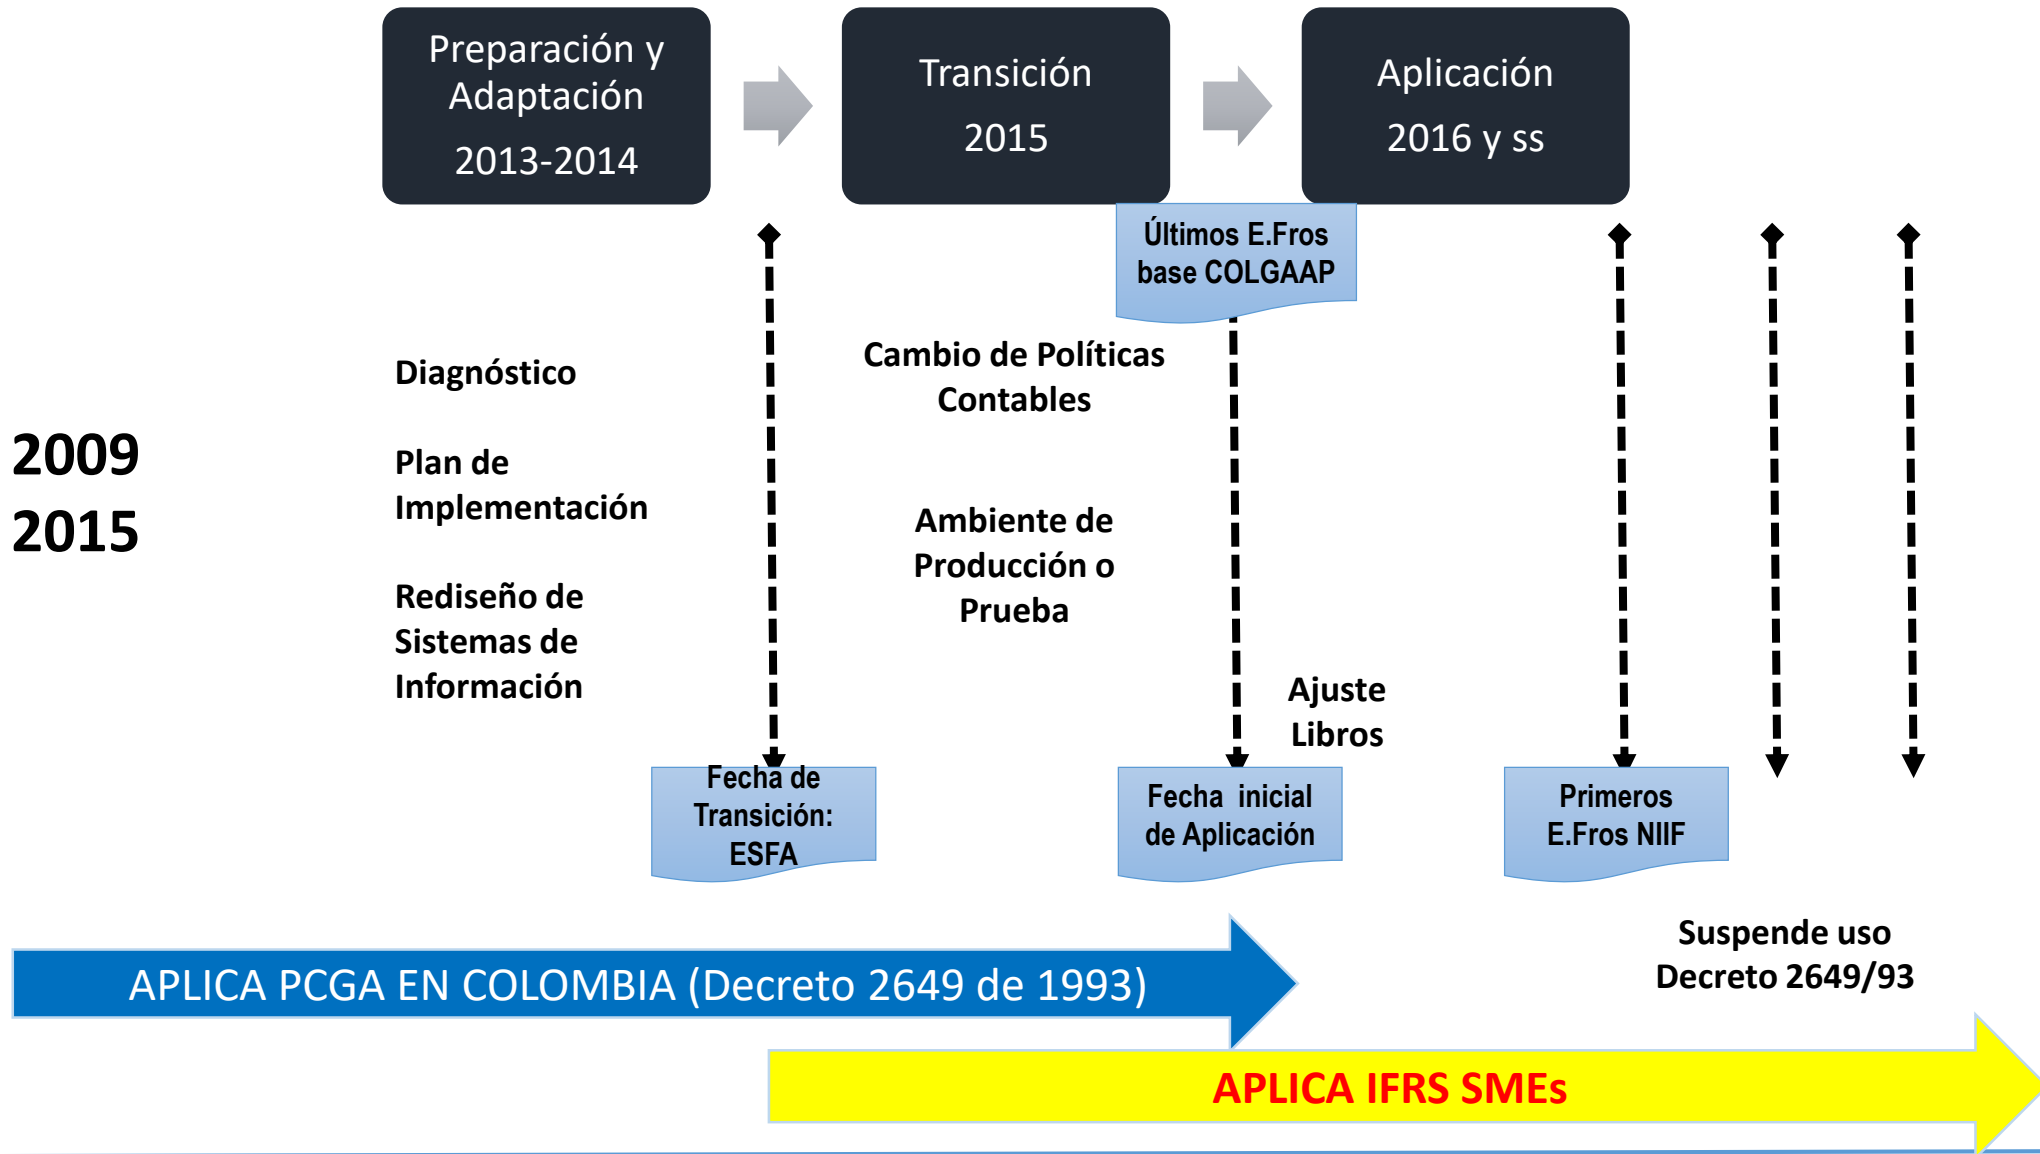 Preparación y
Adaptación
2013-2014
Transición
2015
Aplicación
2016 y ss
Últimos E.Fros
base COLGAAP
2009
2015
Diagnóstico
Plan de
Implementación
Rediseño de
Sistemas de
Información
Cambio de Políticas
Contables
Ambiente de
Producción o
Prueba
Ajuste
Libros
Fecha de
Transición:
ESFA
Fecha inicial
de Aplicación
Primeros
E.Fros NIIF
Suspende uso
Decreto 2649/93
APLICA PCGA EN COLOMBIA (Decreto 2649 de 1993)
APLICA IFRS SMEs